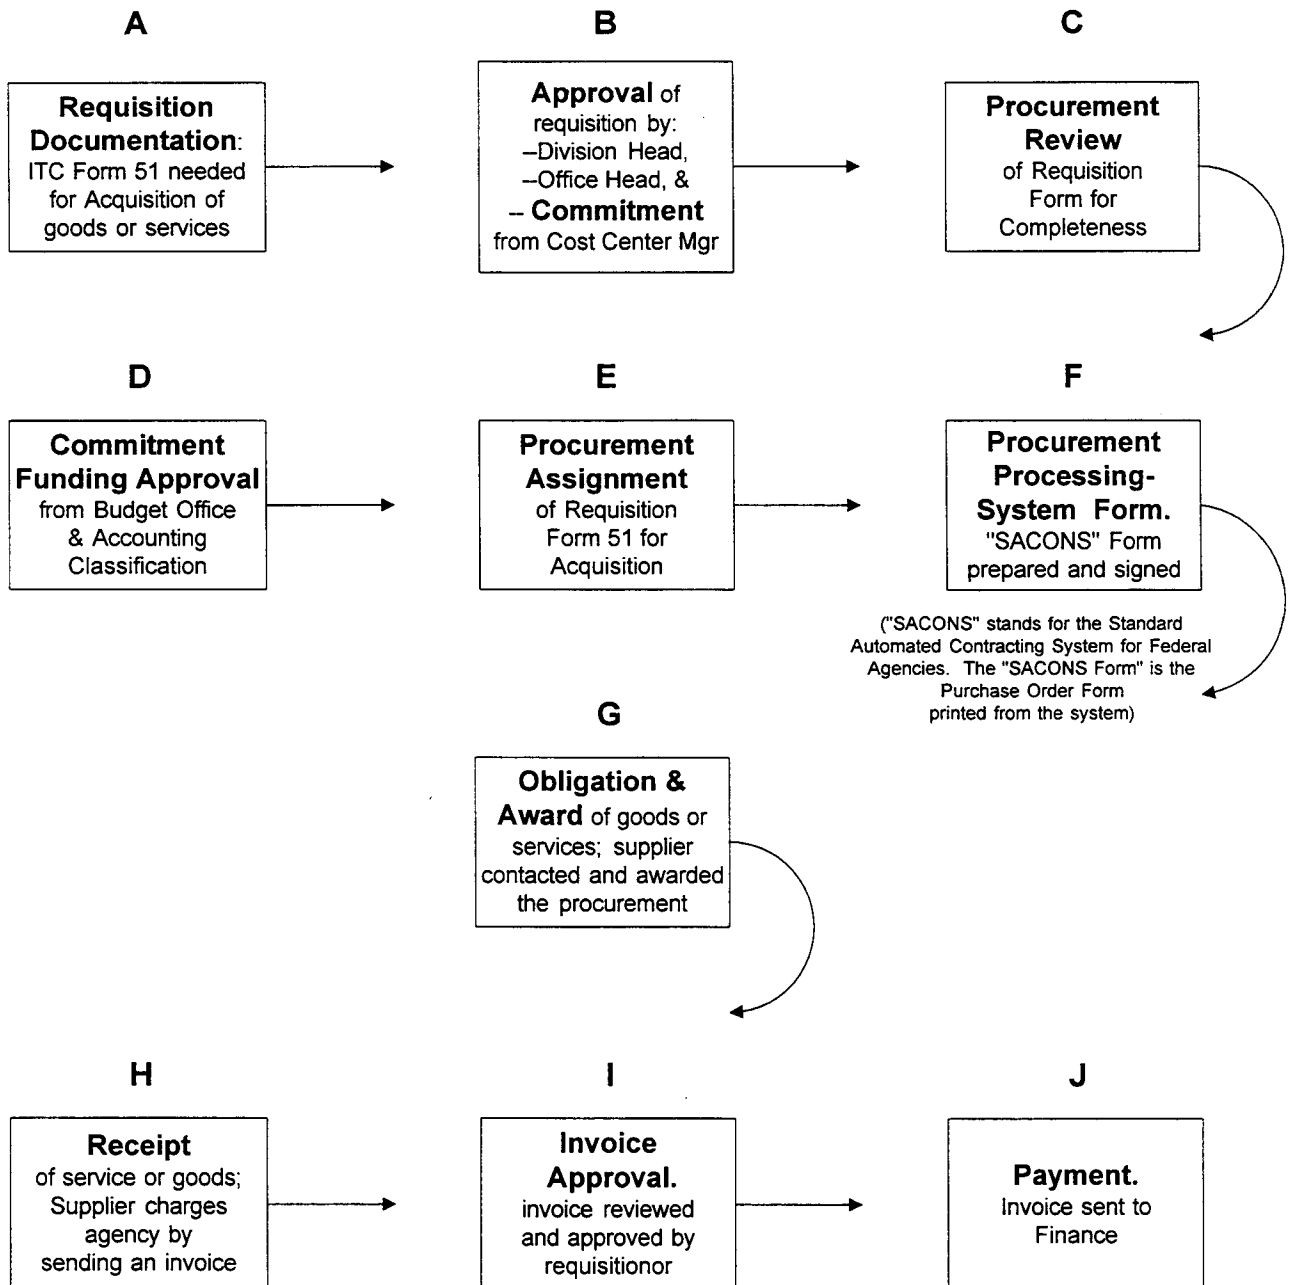 A
Requisition
Documentation:
ITC Form 51 needed
for Acquisition of
goods or services
B
Approval of
requisition by:
–Division Head,
–Office Head, &
– Commitment
from Cost Center Mgr
C
Procurement
Review
of Requisition
Form for
Completeness
D
Commitment
Funding Approval
from Budget Office
& Accounting
Classification
E
Procurement
Assignment
of Requisition
Form 51 for
Acquisition
F
Procurement
Processing-
System Form.
"SACONS" Form
prepared and signed
("SACONS" stands for the Standard
Automated Contracting System for Federal
Agencies. The "SACONS Form" is the
Purchase Order Form
printed from the system)
G
Obligation &
Award of goods or
services; supplier
contacted and awarded
the procurement
H
Receipt
of service or goods;
Supplier charges
agency by
sending an invoice
I
Invoice
Approval.
invoice reviewed
and approved by
requisitionor
J
Payment.
Invoice sent to
Finance